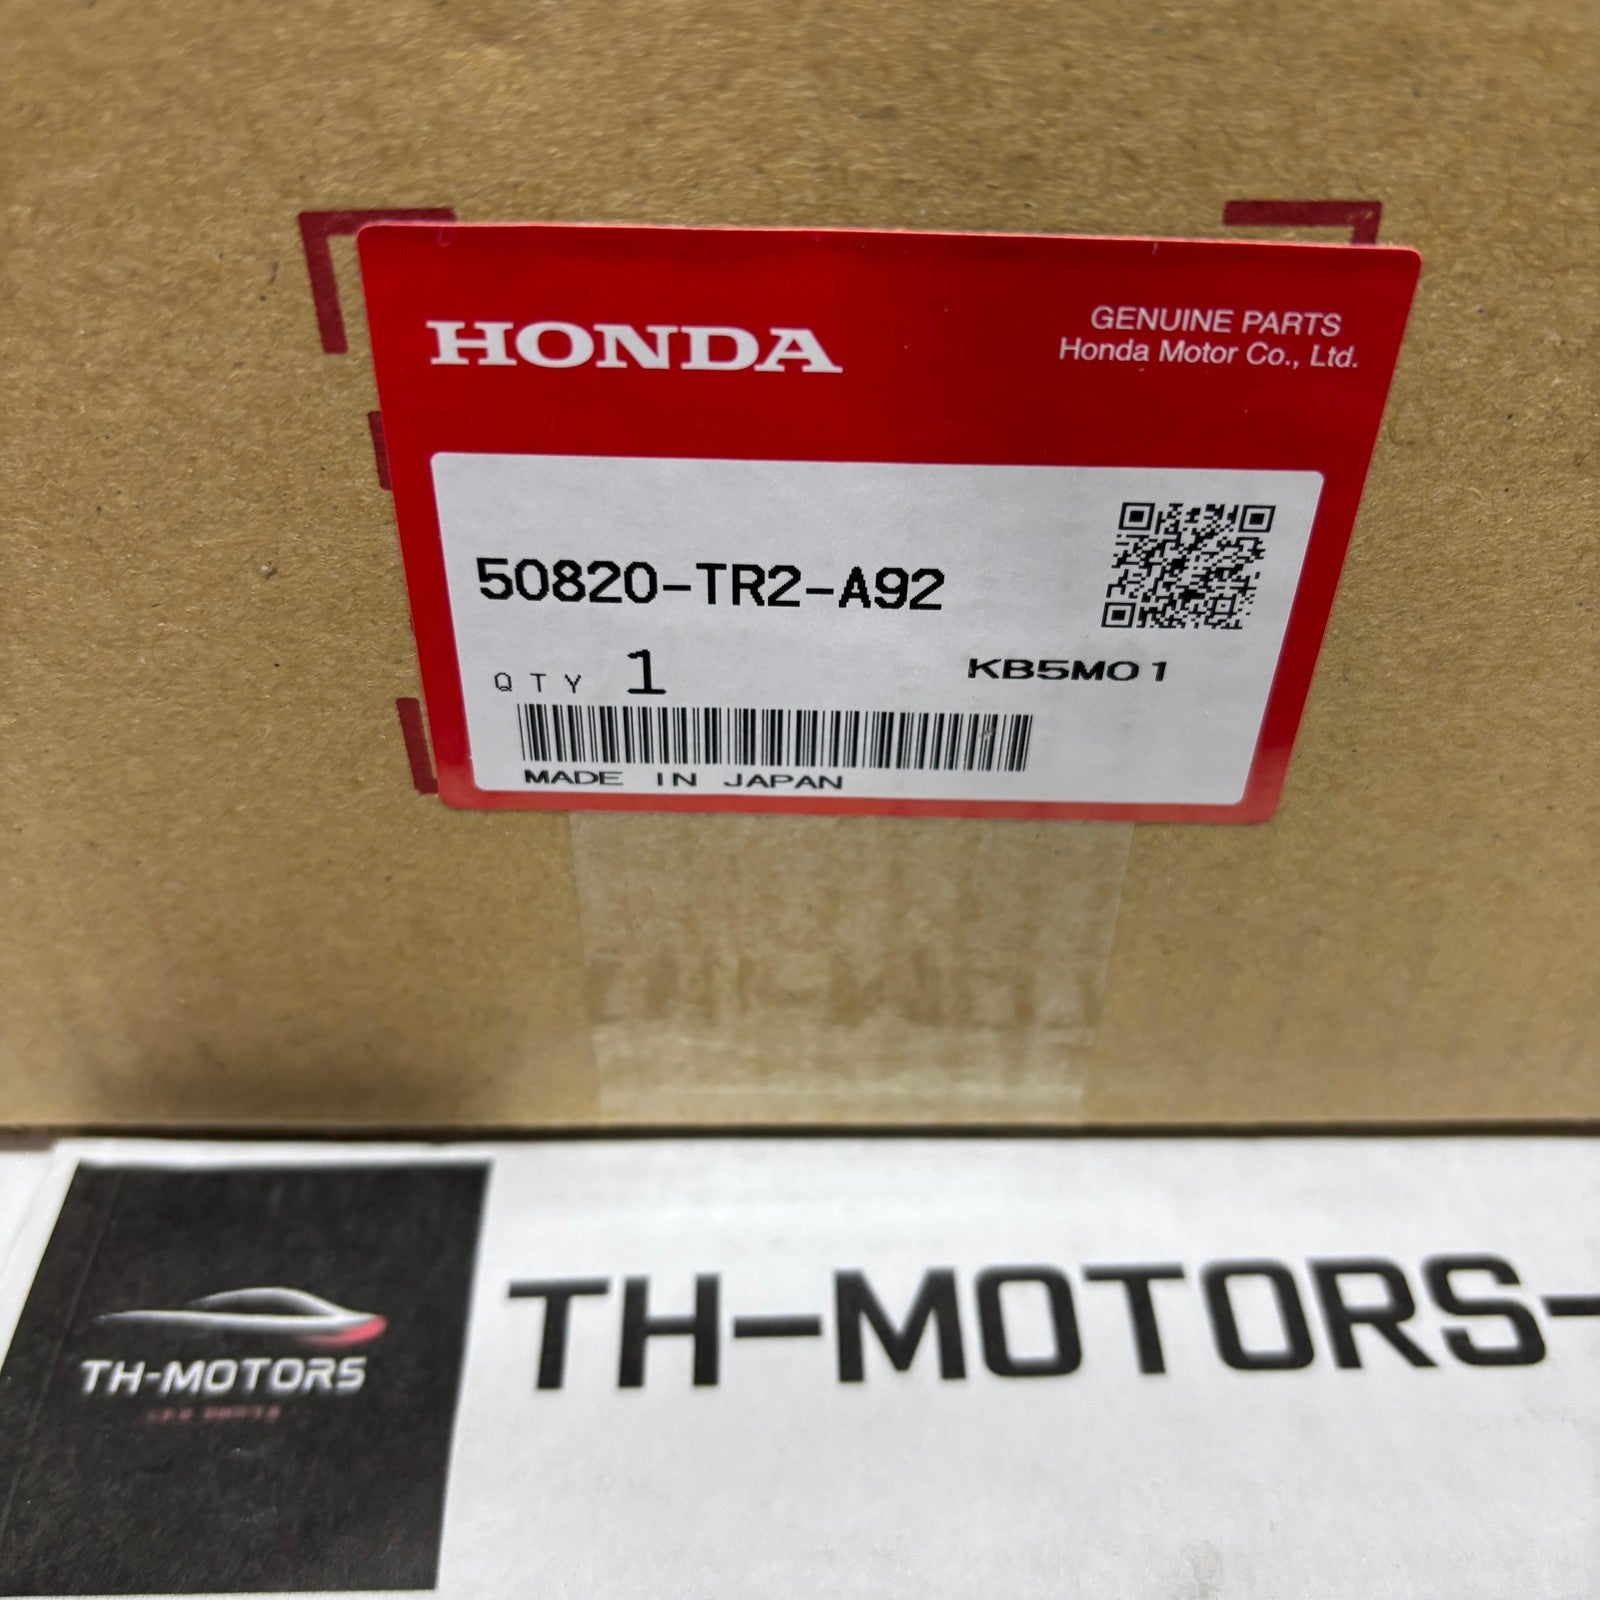 HONDA
GENUINE PARTS
Honda Motor Co., Ltd.
50820-TR2-A92
QTY 1
KB5M01
MADE IN JAPAN
TH-MOTORS-
TH-MOTORS